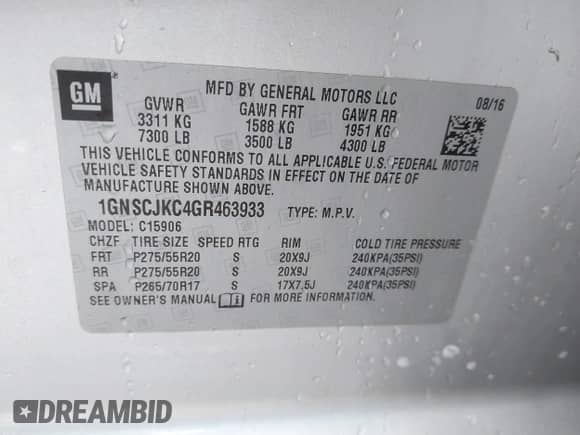 GM
MFD BY GENERAL MOTORS LLC
08/16
GVWR GAWR FRT GAWR RR
3311 KG 1588 KG 1951 KG
7300 LB 3500 LB 4300 LB
THIS VEHICLE CONFORMS TO ALL APPLICABLE U.S. FEDERAL MOTOR
VEHICLE SAFETY STANDARDS IN EFFECT ON THE DATE OF
MANUFACTURE SHOWN ABOVE.
1GNSCJKC4GR463933 TYPE: M.P.V.
MODEL: C15906
CHZF TIRE SIZE SPEED RTG RIM COLD TIRE PRESSURE
FRT P275/55R20 S 20X9J 240KPA(35PSI)
RR P275/55R20 S 20X9J 240KPA(35PSI)
SPA P265/70R17 S 17X7.5J 240KPA(35PSI)
SEE OWNER'S MANUAL FOR MORE INFORMATION.
DREAMBID